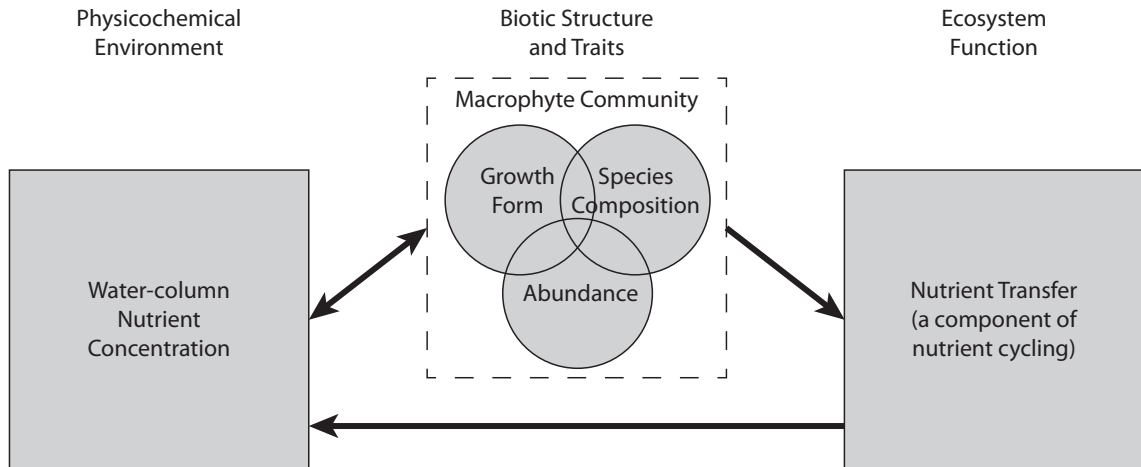 Physicochemical
Environment
Biotic Structure
and Traits
Ecosystem
Function
Macrophyte Community
Growth
Form
Species
Composition
Abundance
Water-column
Nutrient
Concentration
Nutrient Transfer
(a component of
nutrient cycling)